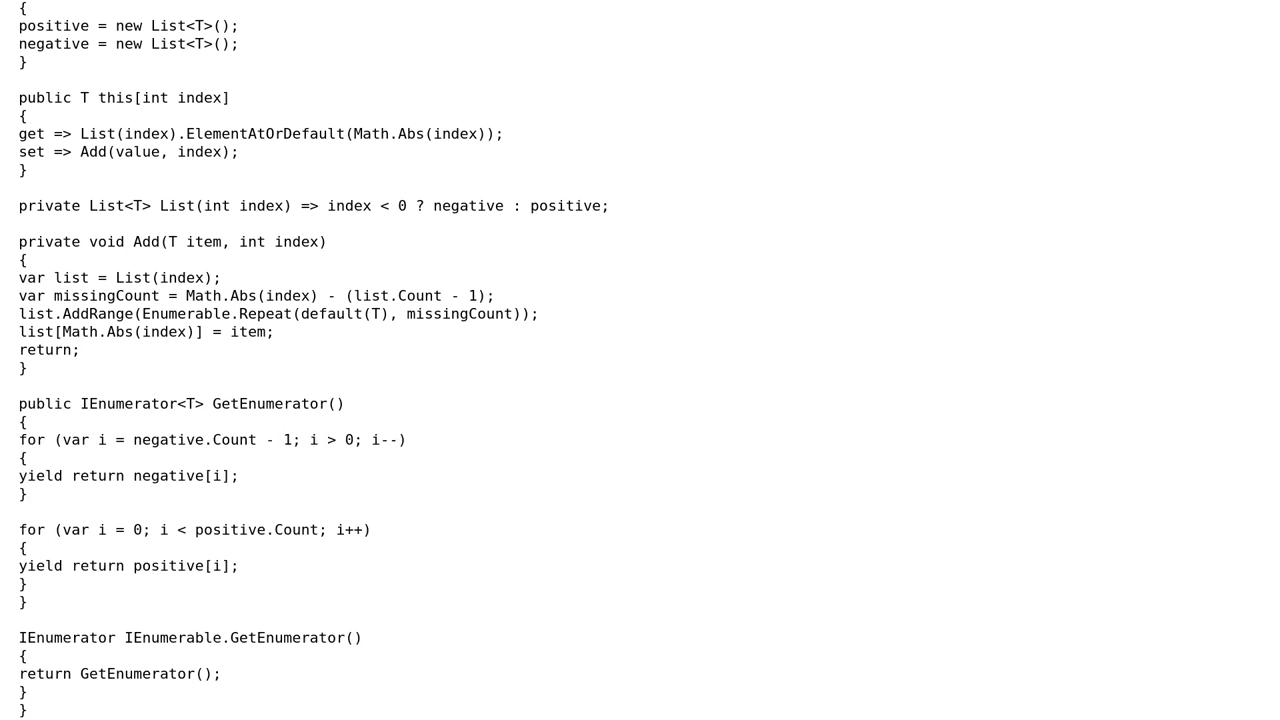 {
positive = new List<T>();
negative = new List<T>();
}

public T this[int index]
{
get => List(index).ElementAtOrDefault(Math.Abs(index));
set => Add(value, index);
}

private List<T> List(int index) => index < 0 ? negative : positive;

private void Add(T item, int index)
{
var list = List(index);
var missingCount = Math.Abs(index) - (list.Count - 1);
list.AddRange(Enumerable.Repeat(default(T), missingCount));
list[Math.Abs(index)] = item;
return;
}

public IEnumerator<T> GetEnumerator()
{
for (var i = negative.Count - 1; i > 0; i--)
{
yield return negative[i];
}

for (var i = 0; i < positive.Count; i++)
{
yield return positive[i];
}
}

IEnumerator IEnumerable.GetEnumerator()
{
return GetEnumerator();
}
}